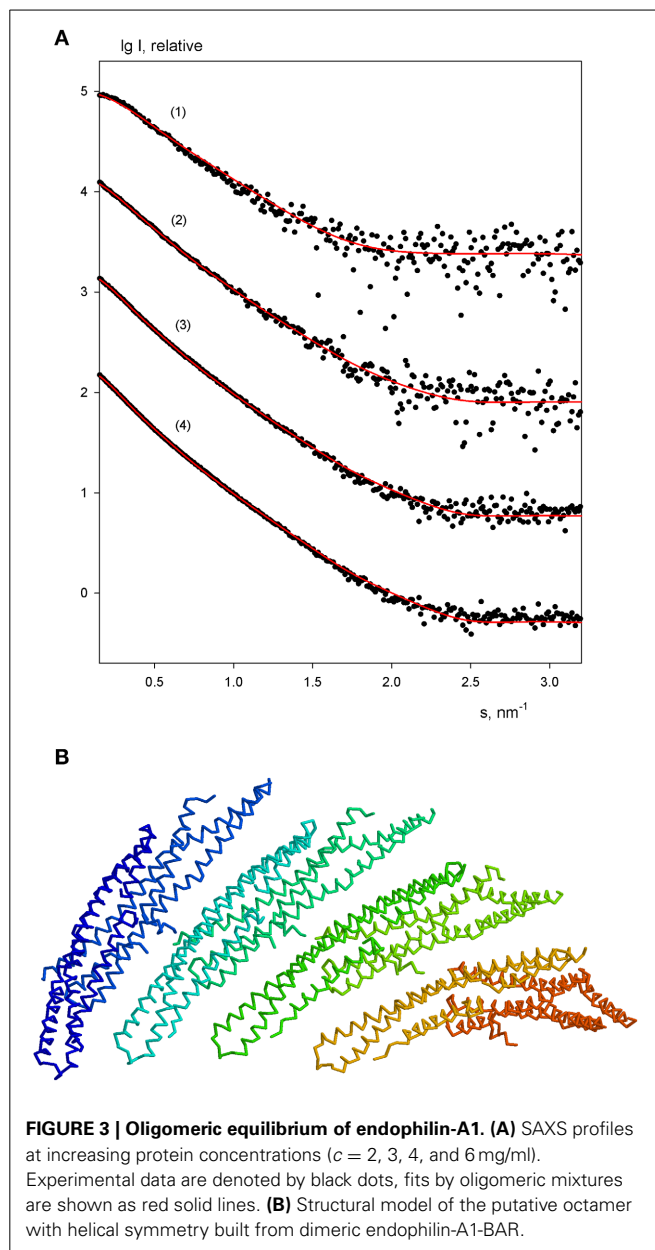 A
lg I, relative
5
(1)
4
(2)
3
(3)
2
(4)
1
0
0.5 1.0 1.5 2.0 2.5 3.0
s, nm⁻¹
B
FIGURE 3 | Oligomeric equilibrium of endophilin-A1. (A) SAXS profiles
at increasing protein concentrations (c = 2, 3, 4, and 6 mg/ml).
Experimental data are denoted by black dots, fits by oligomeric mixtures
are shown as red solid lines. (B) Structural model of the putative octamer
with helical symmetry built from dimeric endophilin-A1-BAR.